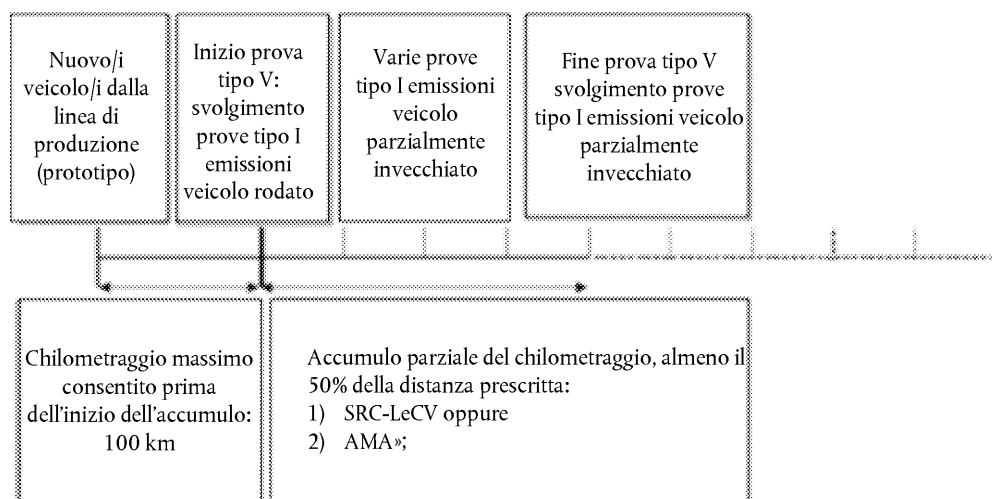 Nuovo/i
veicolo/i dalla
linea di
produzione
(prototipo)
Inizio prova
tipo V:
svolgimento
prove tipo I
emissioni
veicolo rodato
Varie prove
tipo I emissioni
veicolo
parzialmente
invecchiato
Fine prova tipo V
svolgimento prove
tipo I emissioni veicolo
parzialmente
invecchiato
Chilometraggio massimo
consentito prima
dell'inizio dell'accumulo:
100 km
Accumulo parziale del chilometraggio, almeno il
50% della distanza prescritta:
1) SRC-LeCV oppure
2) AMA»;